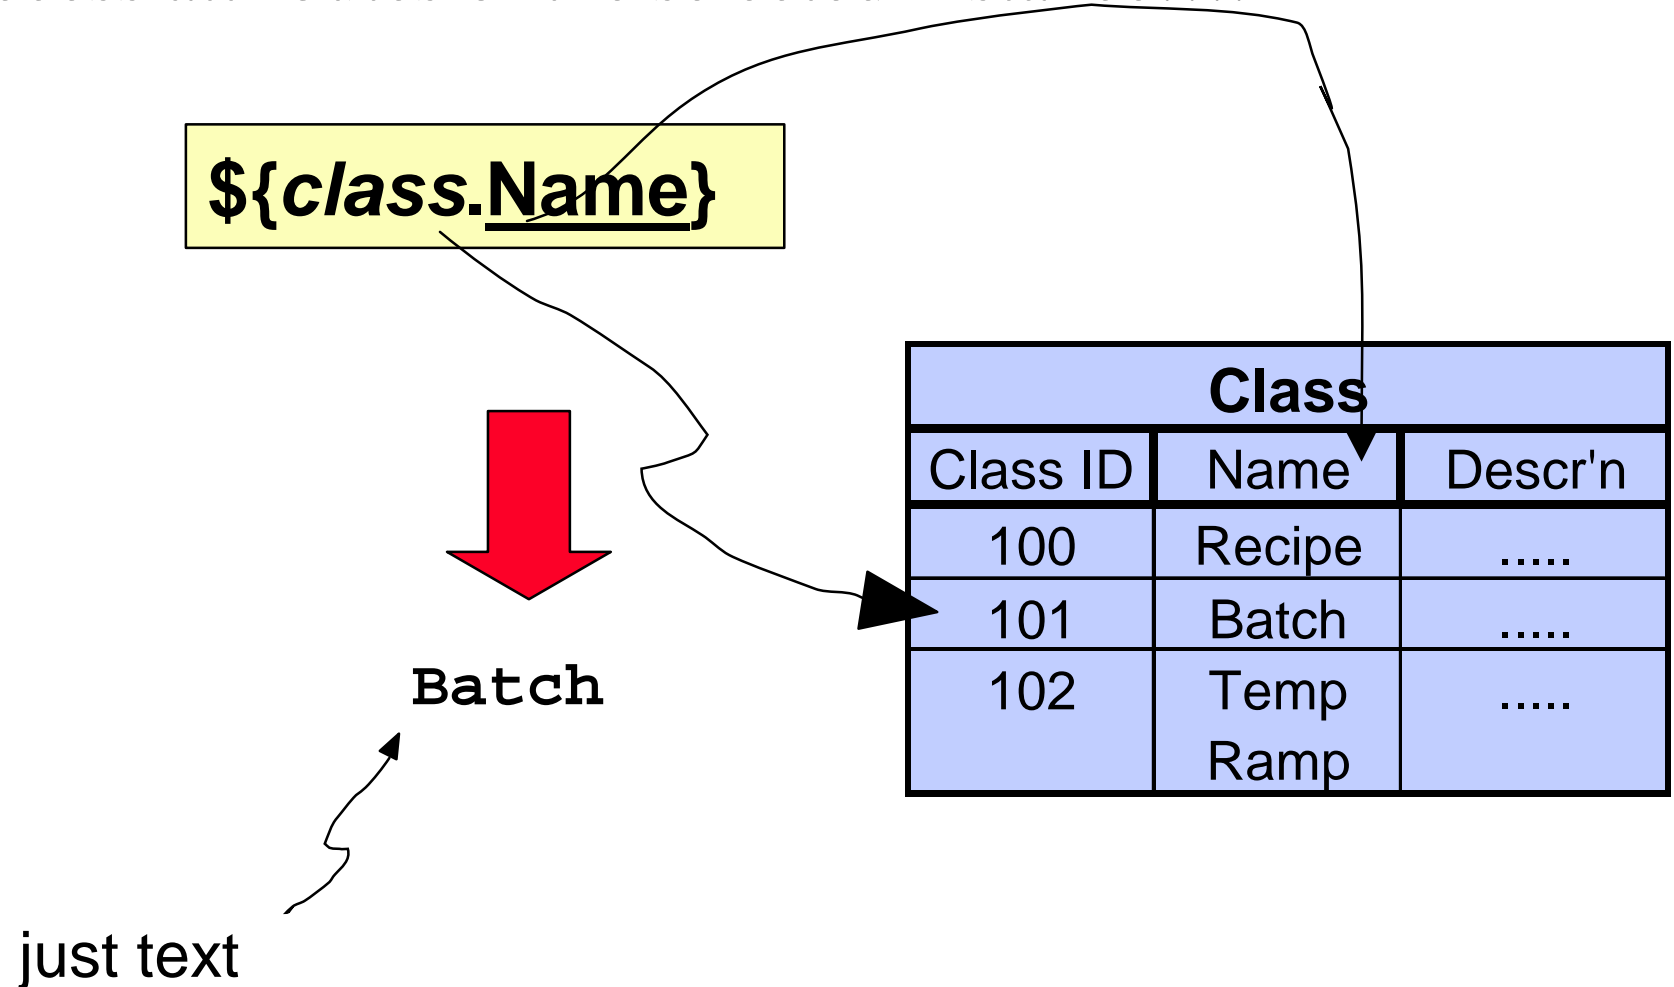 ${class.Name}
Class
Class ID Name Descr'n
100 Recipe .....
101 Batch .....
102 Temp Ramp .....
Batch
just text